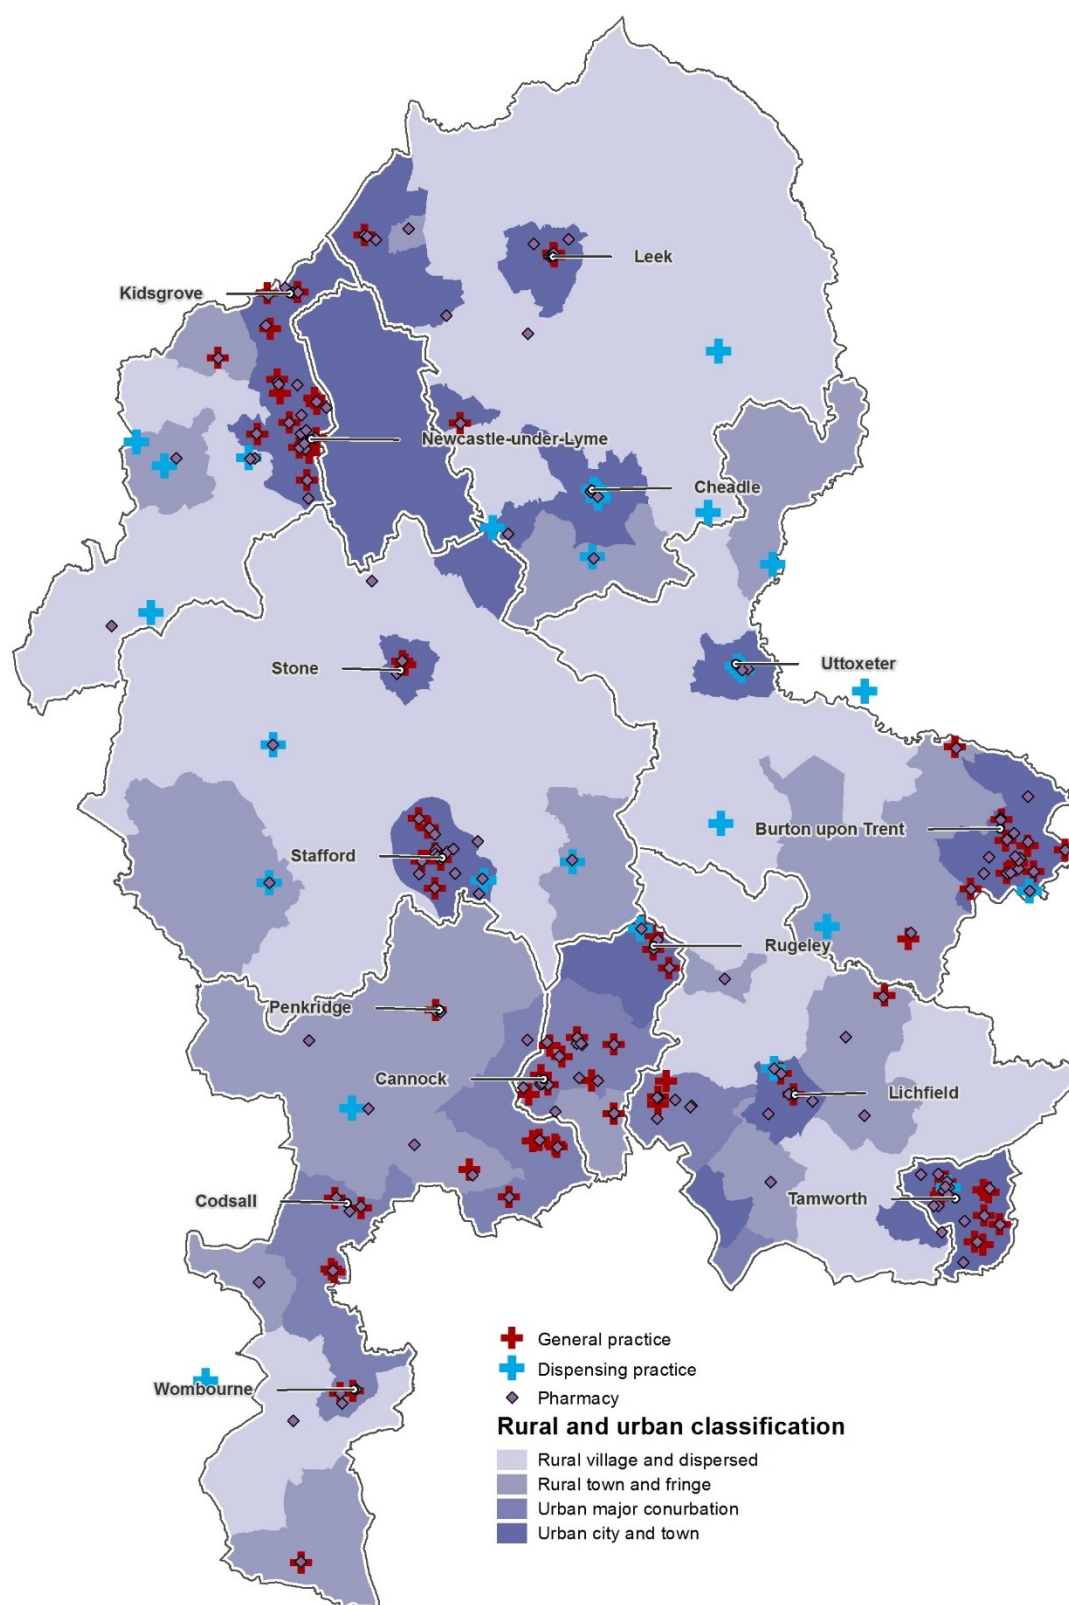 Leek
Kidsgrove
Newcastle-under-Lyme
Cheadle
Stone
Uttoxeter
Burton upon Trent
Stafford
Rugeley
Penkridge
Cannock
Lichfield
Codsall
Tamworth
Wombourne
General practice
Dispensing practice
Pharmacy
Rural and urban classification
Rural village and dispersed
Rural town and fringe
Urban major conurbation
Urban city and town